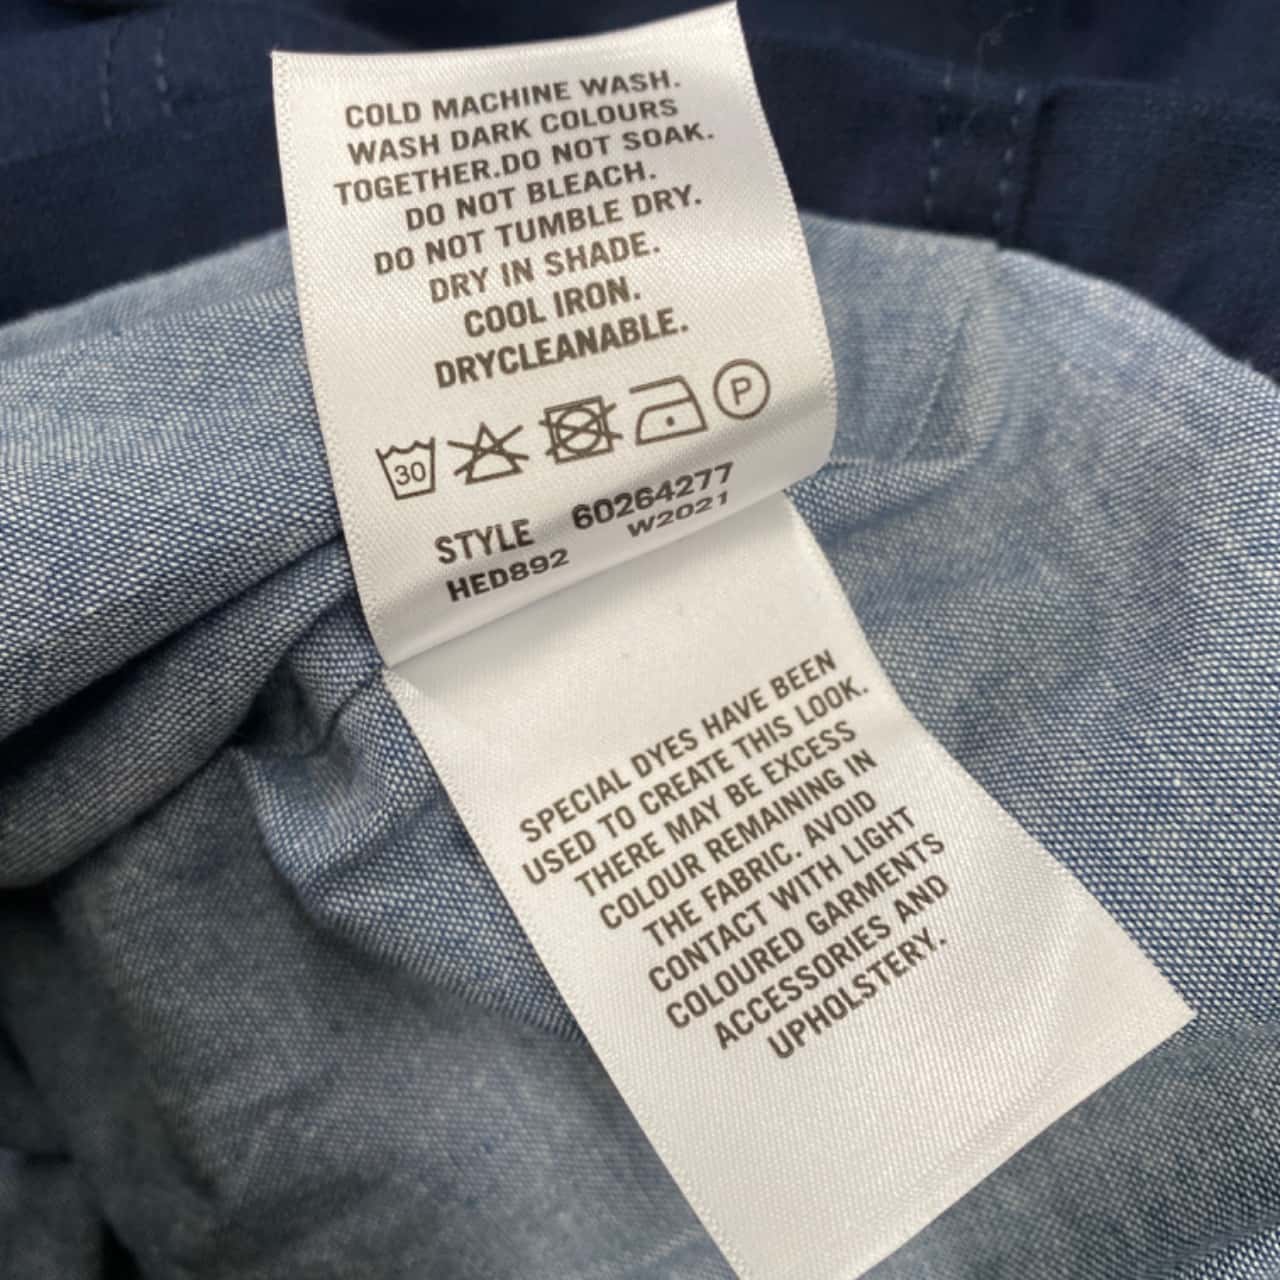 COLD MACHINE WASH.
WASH DARK COLOURS
TOGETHER.DO NOT SOAK.
DO NOT BLEACH.
DO NOT TUMBLE DRY.
DRY IN SHADE.
COOL IRON.
DRYCLEANABLE.
30 P
STYLE 60264277
HED892 W2021
SPECIAL DYES HAVE BEEN
USED TO CREATE THIS LOOK.
THERE MAY BE EXCESS
COLOUR REMAINING IN
THE FABRIC. AVOID
CONTACT WITH LIGHT
COLOURED GARMENTS
ACCESSORIES AND
UPHOLSTERY.